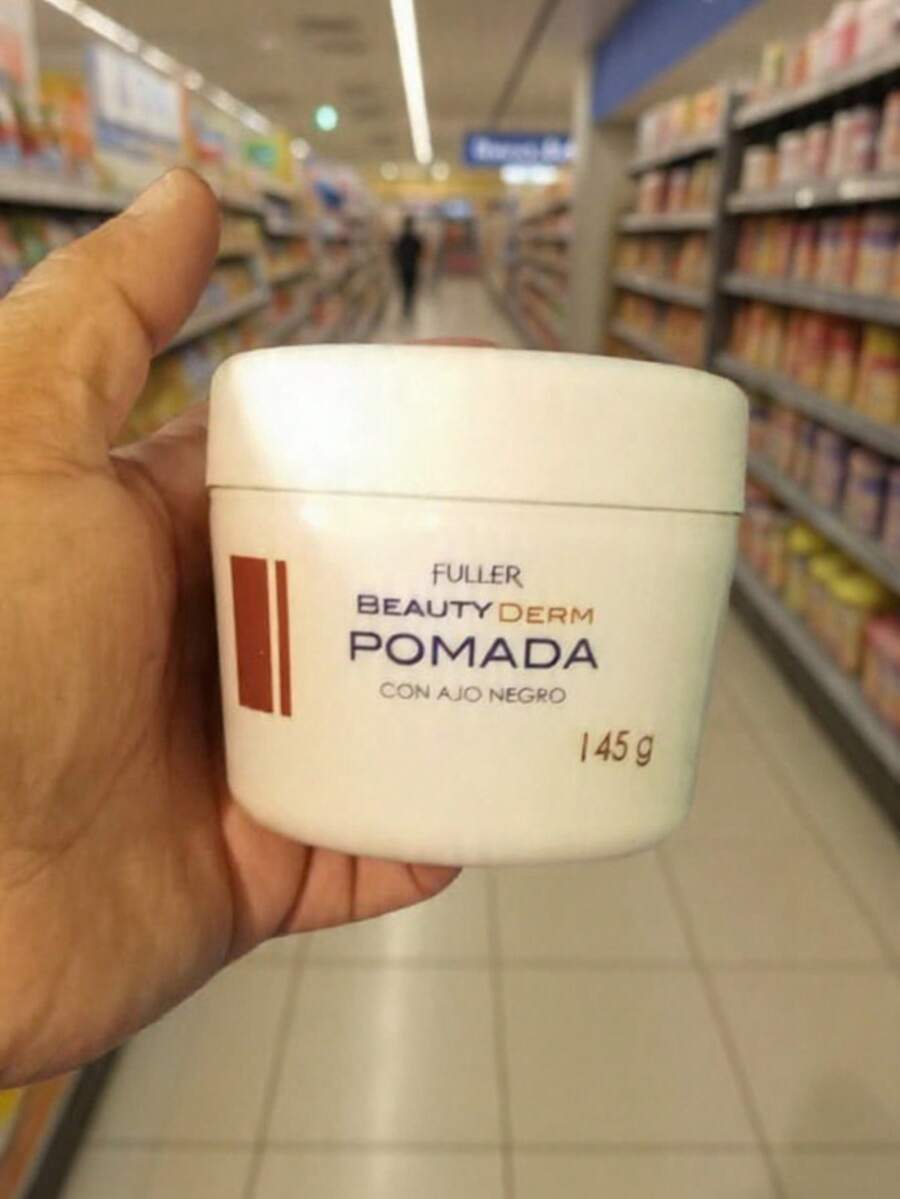 FULLER
BEAUTY DERM
POMADA
CON AJO NEGRO
145 g